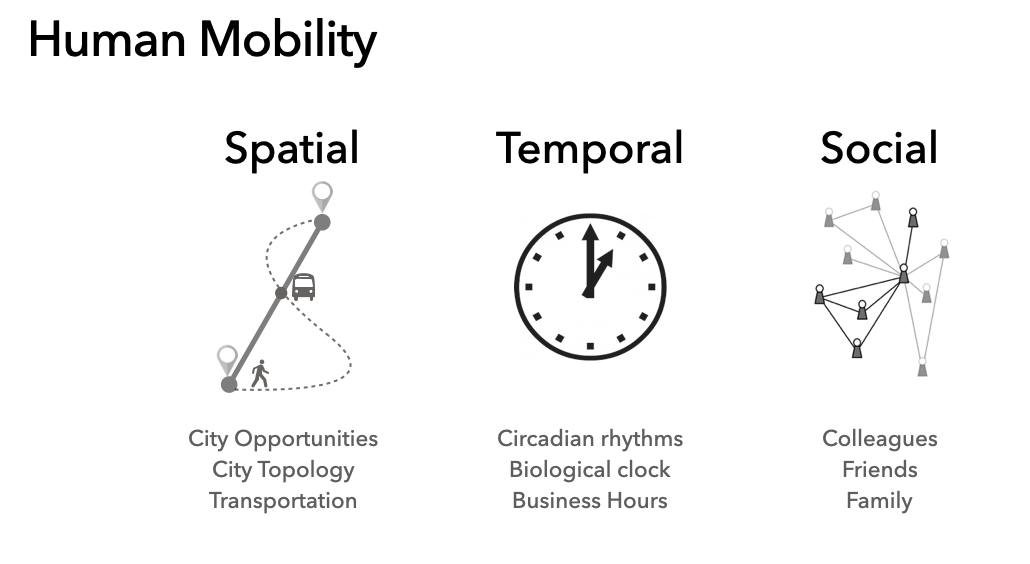 Human Mobility
Spatial
Temporal
Social
City Opportunities
City Topology
Transportation
Circadian rhythms
Biological clock
Business Hours
Colleagues
Friends
Family